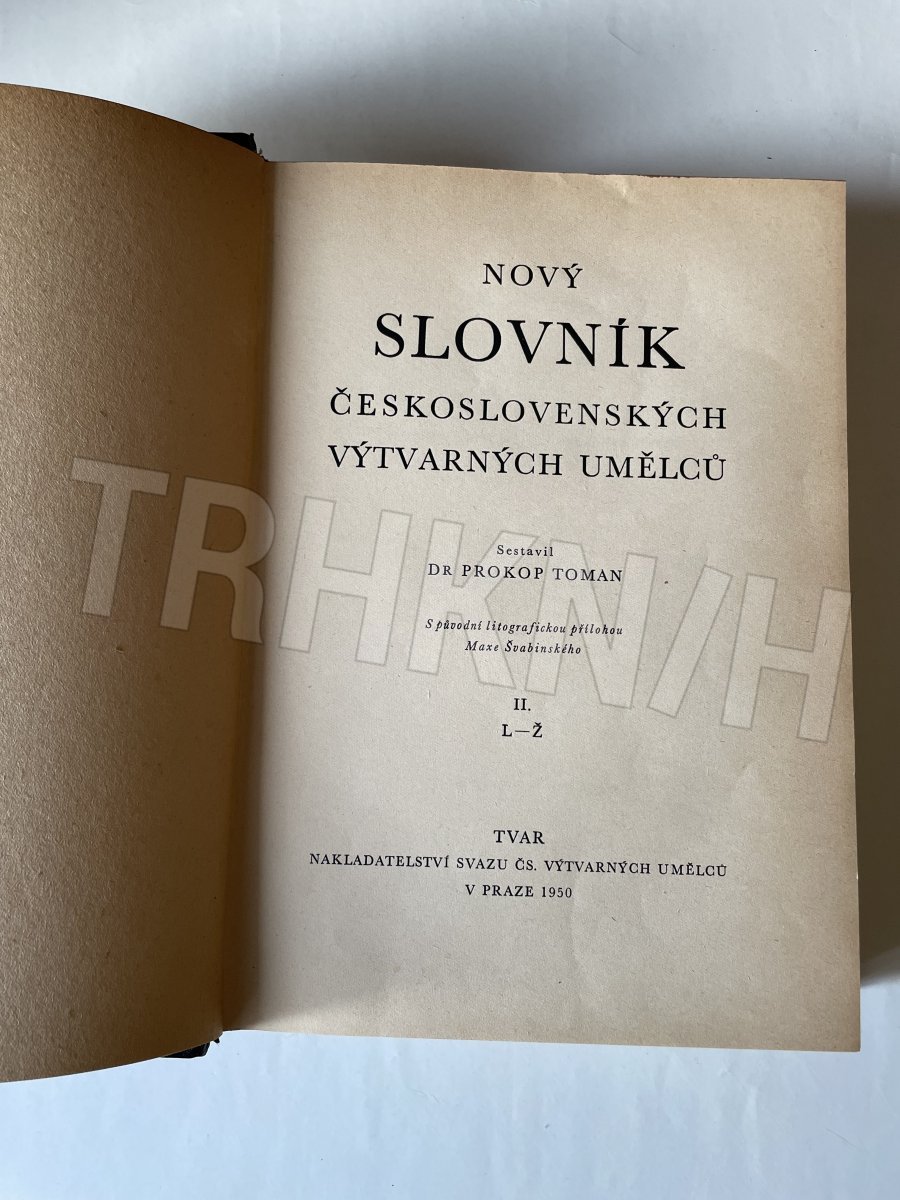 NOVÝ
SLOVNÍK
ČESKOSLOVENSKÝCH
VÝTVARNÝCH UMĚLCŮ
Sestavil
DR PROKOP TOMAN
S původní litografickou přílohou
Maxe Švabinského
II.
L—Ž
TVAR
NAKLADATELSTVÍ SVAZU ČS. VÝTVARNÝCH UMĚLCŮ
V PRAZE 1950
TRHKN/H